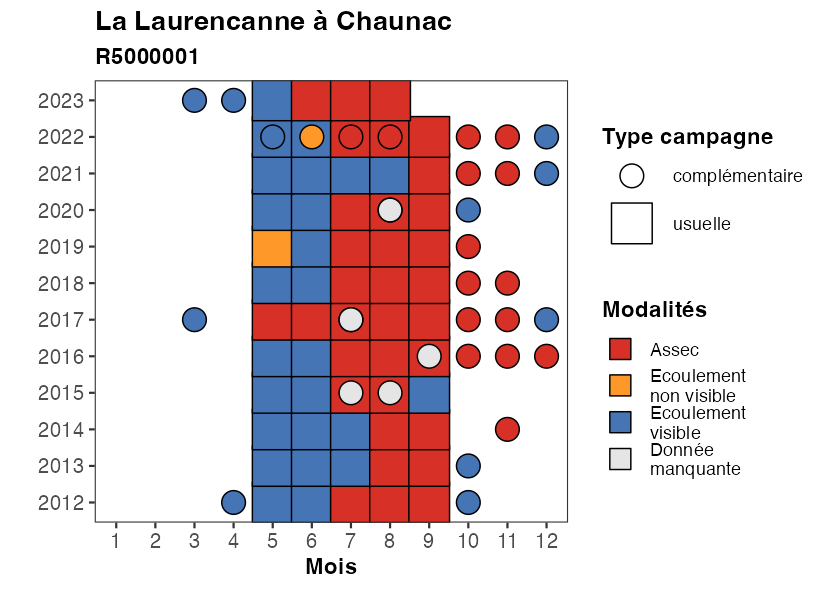 La Laurencanne à Chaunac
R5000001
2023
2022
2021
2020
2019
2018
2017
2016
2015
2014
2013
2012
1 2 3 4 5 6 7 8 9 10 11 12
Mois
Type campagne
complémentaire
usuelle
Modalités
Assec
Ecoulement
non visible
Ecoulement
visible
Donnée
manquante